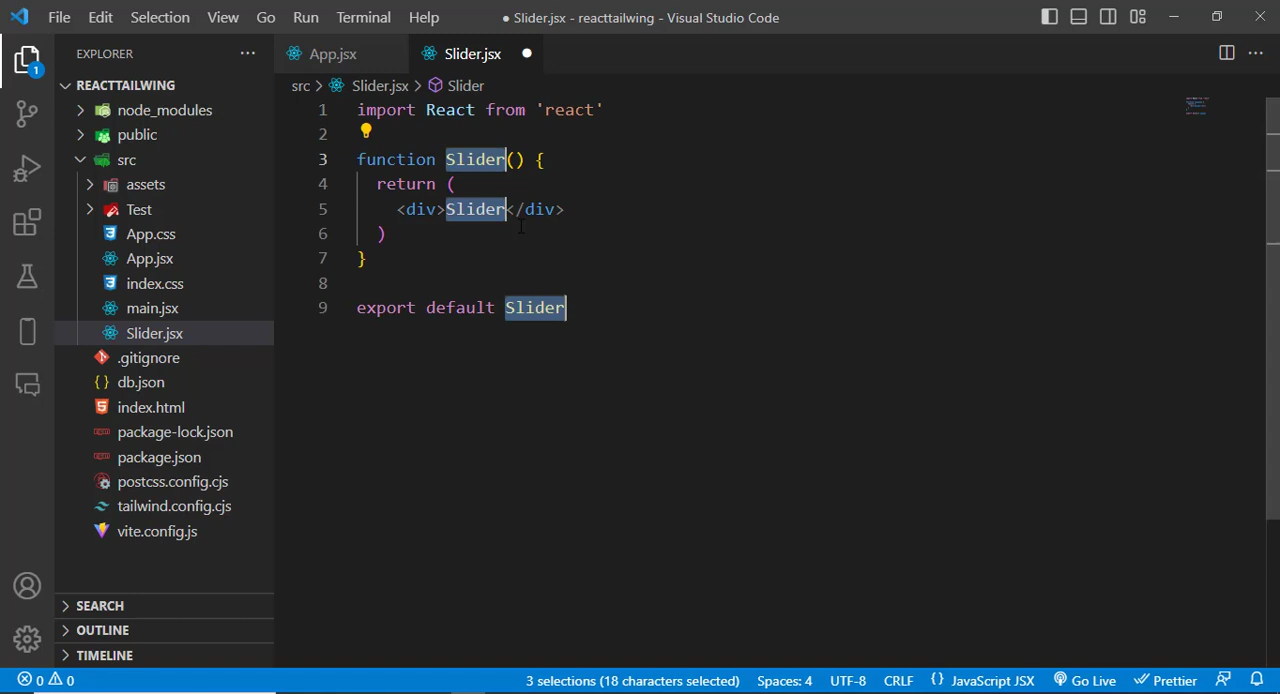 File Edit Selection View Go Run Terminal Help
● Slider.jsx - reacttailwing - Visual Studio Code
EXPLORER ···
1
REACTTAILWING
node_modules
public
src
assets
Test
App.css
App.jsx
index.css
main.jsx
Slider.jsx
.gitignore
{ } db.json
index.html
package-lock.json
package.json
postcss.config.cjs
tailwind.config.cjs
vite.config.js
SEARCH
OUTLINE
TIMELINE
App.jsx
Slider.jsx ●
src > Slider.jsx > Slider
1 import React from 'react'
2
3 function Slider() {
4 return (
5 <div>Slider</div>
6 )
7 }
8
9 export default Slider
0 0
3 selections (18 characters selected) Spaces: 4 UTF-8 CRLF {} JavaScript JSX Go Live Prettier